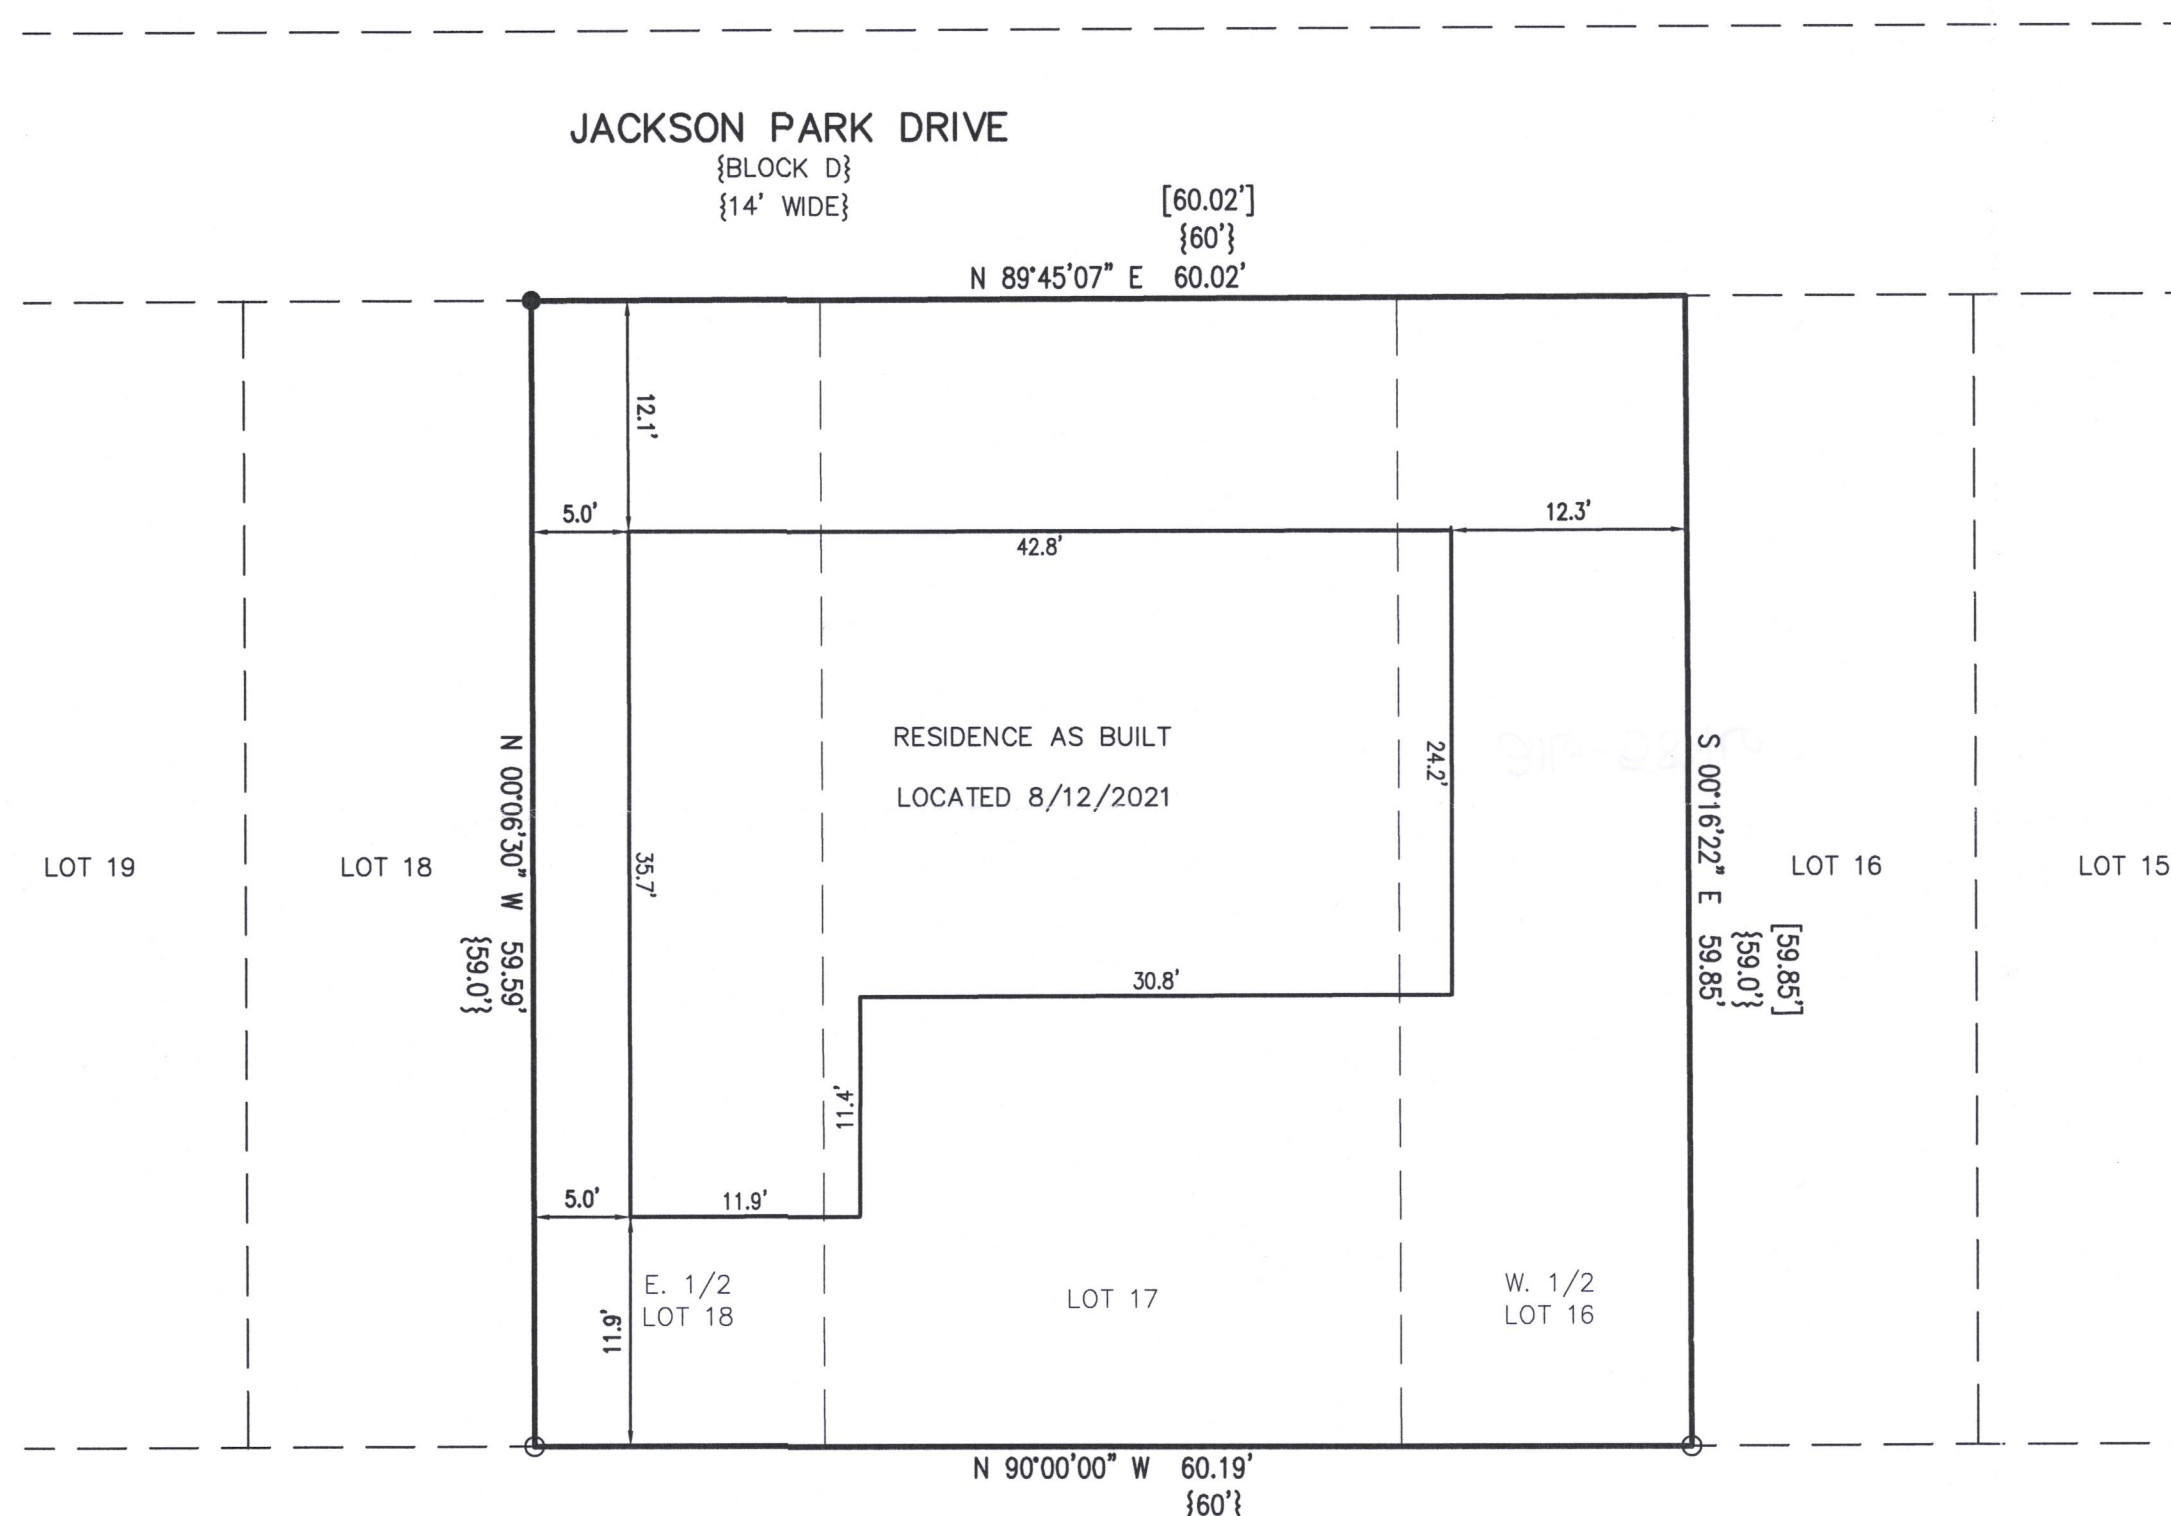 JACKSON PARK DRIVE
{BLOCK D}
{14' WIDE}
[60.02']
{60'}
N 89°45'07" E 60.02'
12.1'
5.0'
12.3'
42.8'
RESIDENCE AS BUILT
LOCATED 8/12/2021
24.2'
N 00°06'30" W 59.59'
{59.0'}
S 00°16'22" E 59.85'
{59.0'}
[59.85']
LOT 19
LOT 18
35.7'
LOT 16
LOT 15
30.8'
11.4'
5.0'
11.9'
E. 1/2
LOT 18
LOT 17
W. 1/2
LOT 16
11.9'
N 90°00'00" W 60.19'
{60'}